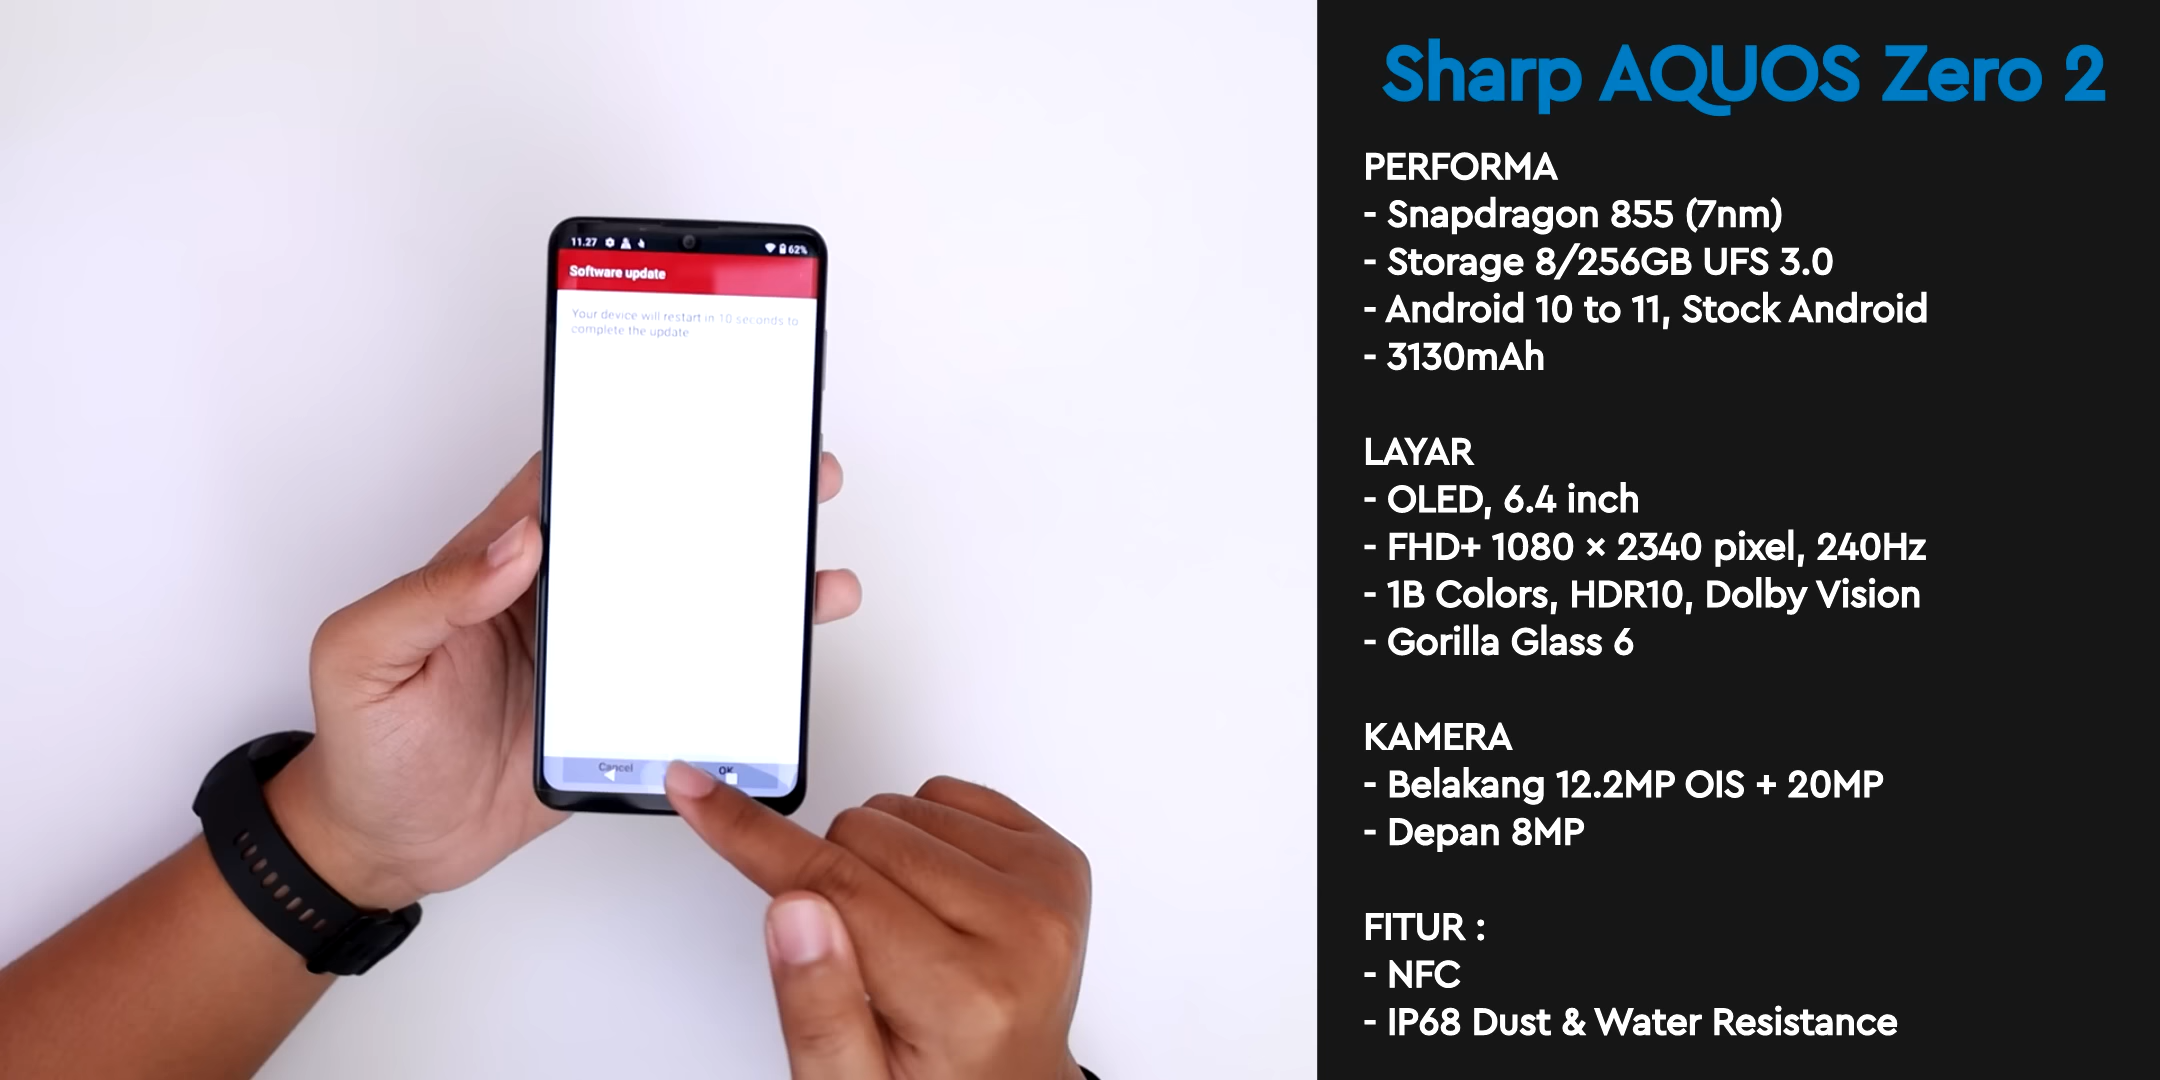 11.27
62%
Software update
Your device will restart in 10 seconds to
complete the update
Cancel
OK
Sharp AQUOS Zero 2
PERFORMA
- Snapdragon 855 (7nm)
- Storage 8/256GB UFS 3.0
- Android 10 to 11, Stock Android
- 3130mAh
LAYAR
- OLED, 6.4 inch
- FHD+ 1080 × 2340 pixel, 240Hz
- 1B Colors, HDR10, Dolby Vision
- Gorilla Glass 6
KAMERA
- Belakang 12.2MP OIS + 20MP
- Depan 8MP
FITUR :
- NFC
- IP68 Dust & Water Resistance